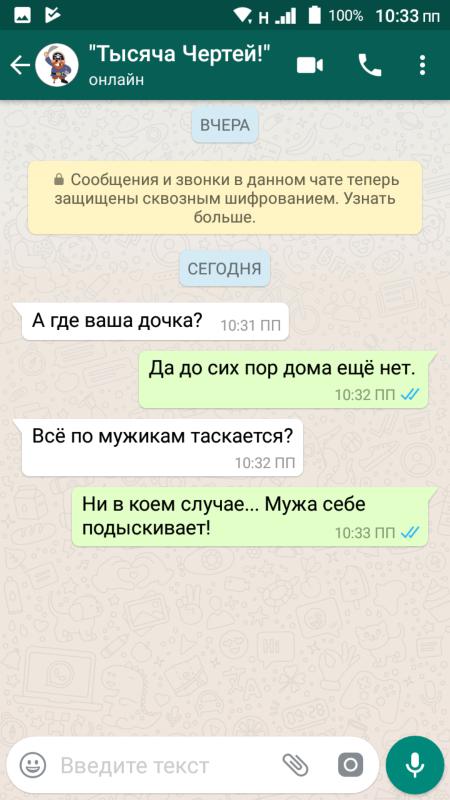 Н
100%
10:33 пп
"Тысяча Чертей!"
онлайн
ВЧЕРА
Сообщения и звонки в данном чате теперь
защищены сквозным шифрованием. Узнать
больше.
СЕГОДНЯ
А где ваша дочка? 10:31 ПП
Да до сих пор дома ещё нет.
10:32 ПП
Всё по мужикам таскается?
10:32 ПП
Ни в коем случае... Мужа себе
подыскивает! 10:33 ПП
Введите текст